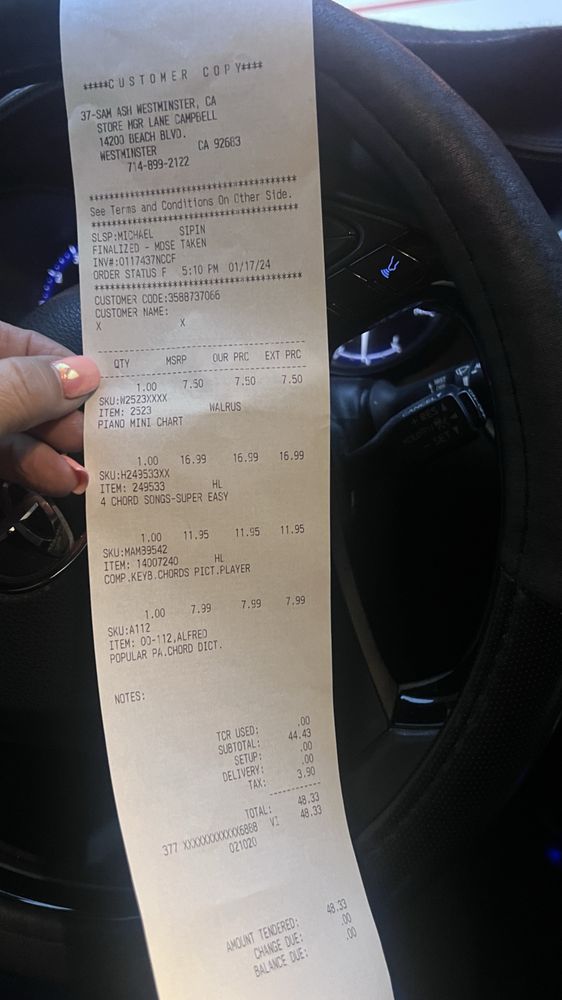 *****CUSTOMER COPY****
37-SAM ASH WESTMINSTER, CA
STORE MGR LANE CAMPBELL
14200 BEACH BLVD.
WESTMINSTER CA 92683
714-899-2122
****************************************
See Terms and Conditions On Other Side.
****************************************
SLSP:MICHAEL SIPIN
FINALIZED - MDSE TAKEN
INV#:0117437NCCF
ORDER STATUS F 5:10 PM 01/17/24
****************************************
CUSTOMER CODE:3588737066
CUSTOMER NAME:
X X
----------------------------------------
QTY MSRP OUR PRC EXT PRC
----------------------------------------
1.00 7.50 7.50 7.50
SKU:W2523XXXX
ITEM: 2523 WALRUS
PIANO MINI CHART
1.00 16.99 16.99 16.99
SKU:H249533XX
ITEM: 249533 HL
4 CHORD SONGS-SUPER EASY
1.00 11.95 11.95 11.95
SKU:MAM39542
ITEM: 14007240 HL
COMP.KEYB.CHORDS PICT.PLAYER
1.00 7.99 7.99 7.99
SKU:A112
ITEM: 00-112,ALFRED
POPULAR PA.CHORD DICT.
NOTES:
TCR USED: .00
SUBTOTAL: 44.43
SETUP: .00
DELIVERY: .00
TAX: 3.90
-----------
TOTAL: 48.33
377 XXXXXXXXXXXX6868 VI 48.33
021020
AMOUNT TENDERED: 48.33
CHANGE DUE: .00
BALANCE DUE: .00
CANCEL